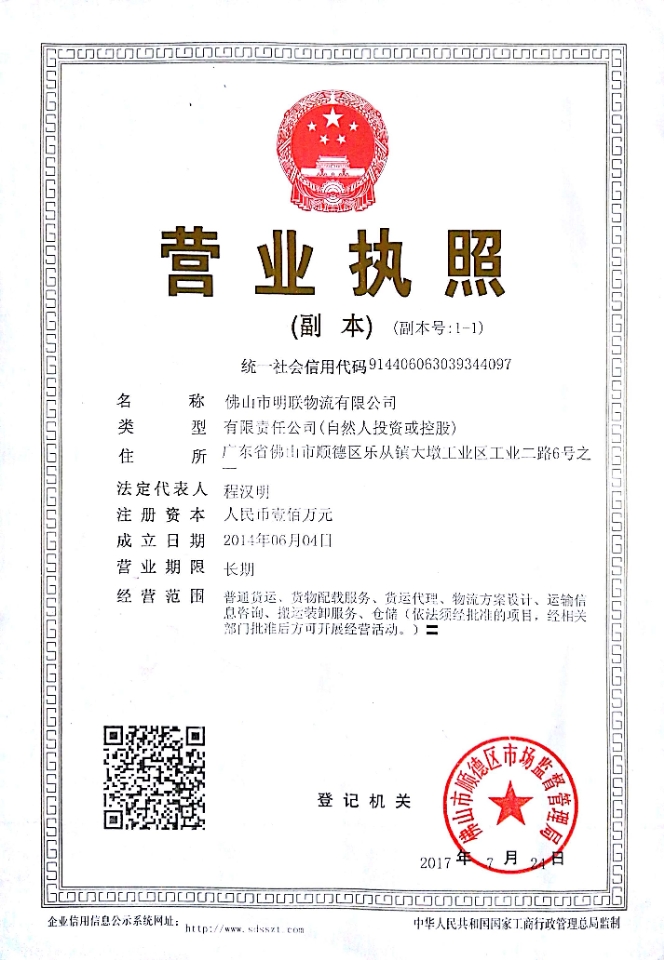 营业执照
(副 本) (副本号:1-1)
统一社会信用代码914406063039344097
名 称 佛山市明联物流有限公司
类 型 有限责任公司(自然人投资或控股)
住 所 广东省佛山市顺德区乐从镇大墩工业区工业二路6号之
一
法定代表人 程汉明
注册资本 人民币壹佰万元
成立日期 2014年06月04日
营业期限 长期
经营范围 普通货运、货物配载服务、货运代理、物流方案设计、运输信
息咨询、搬运装卸服务、仓储(依法须经批准的项目,经相关
部门批准后方可开展经营活动。)〓
登记机关
佛山市顺德区市场监督管理局
2017 年 7 月 24 日
企业信用信息公示系统网址: http://www.sdsszt.com
中华人民共和国国家工商行政管理总局监制